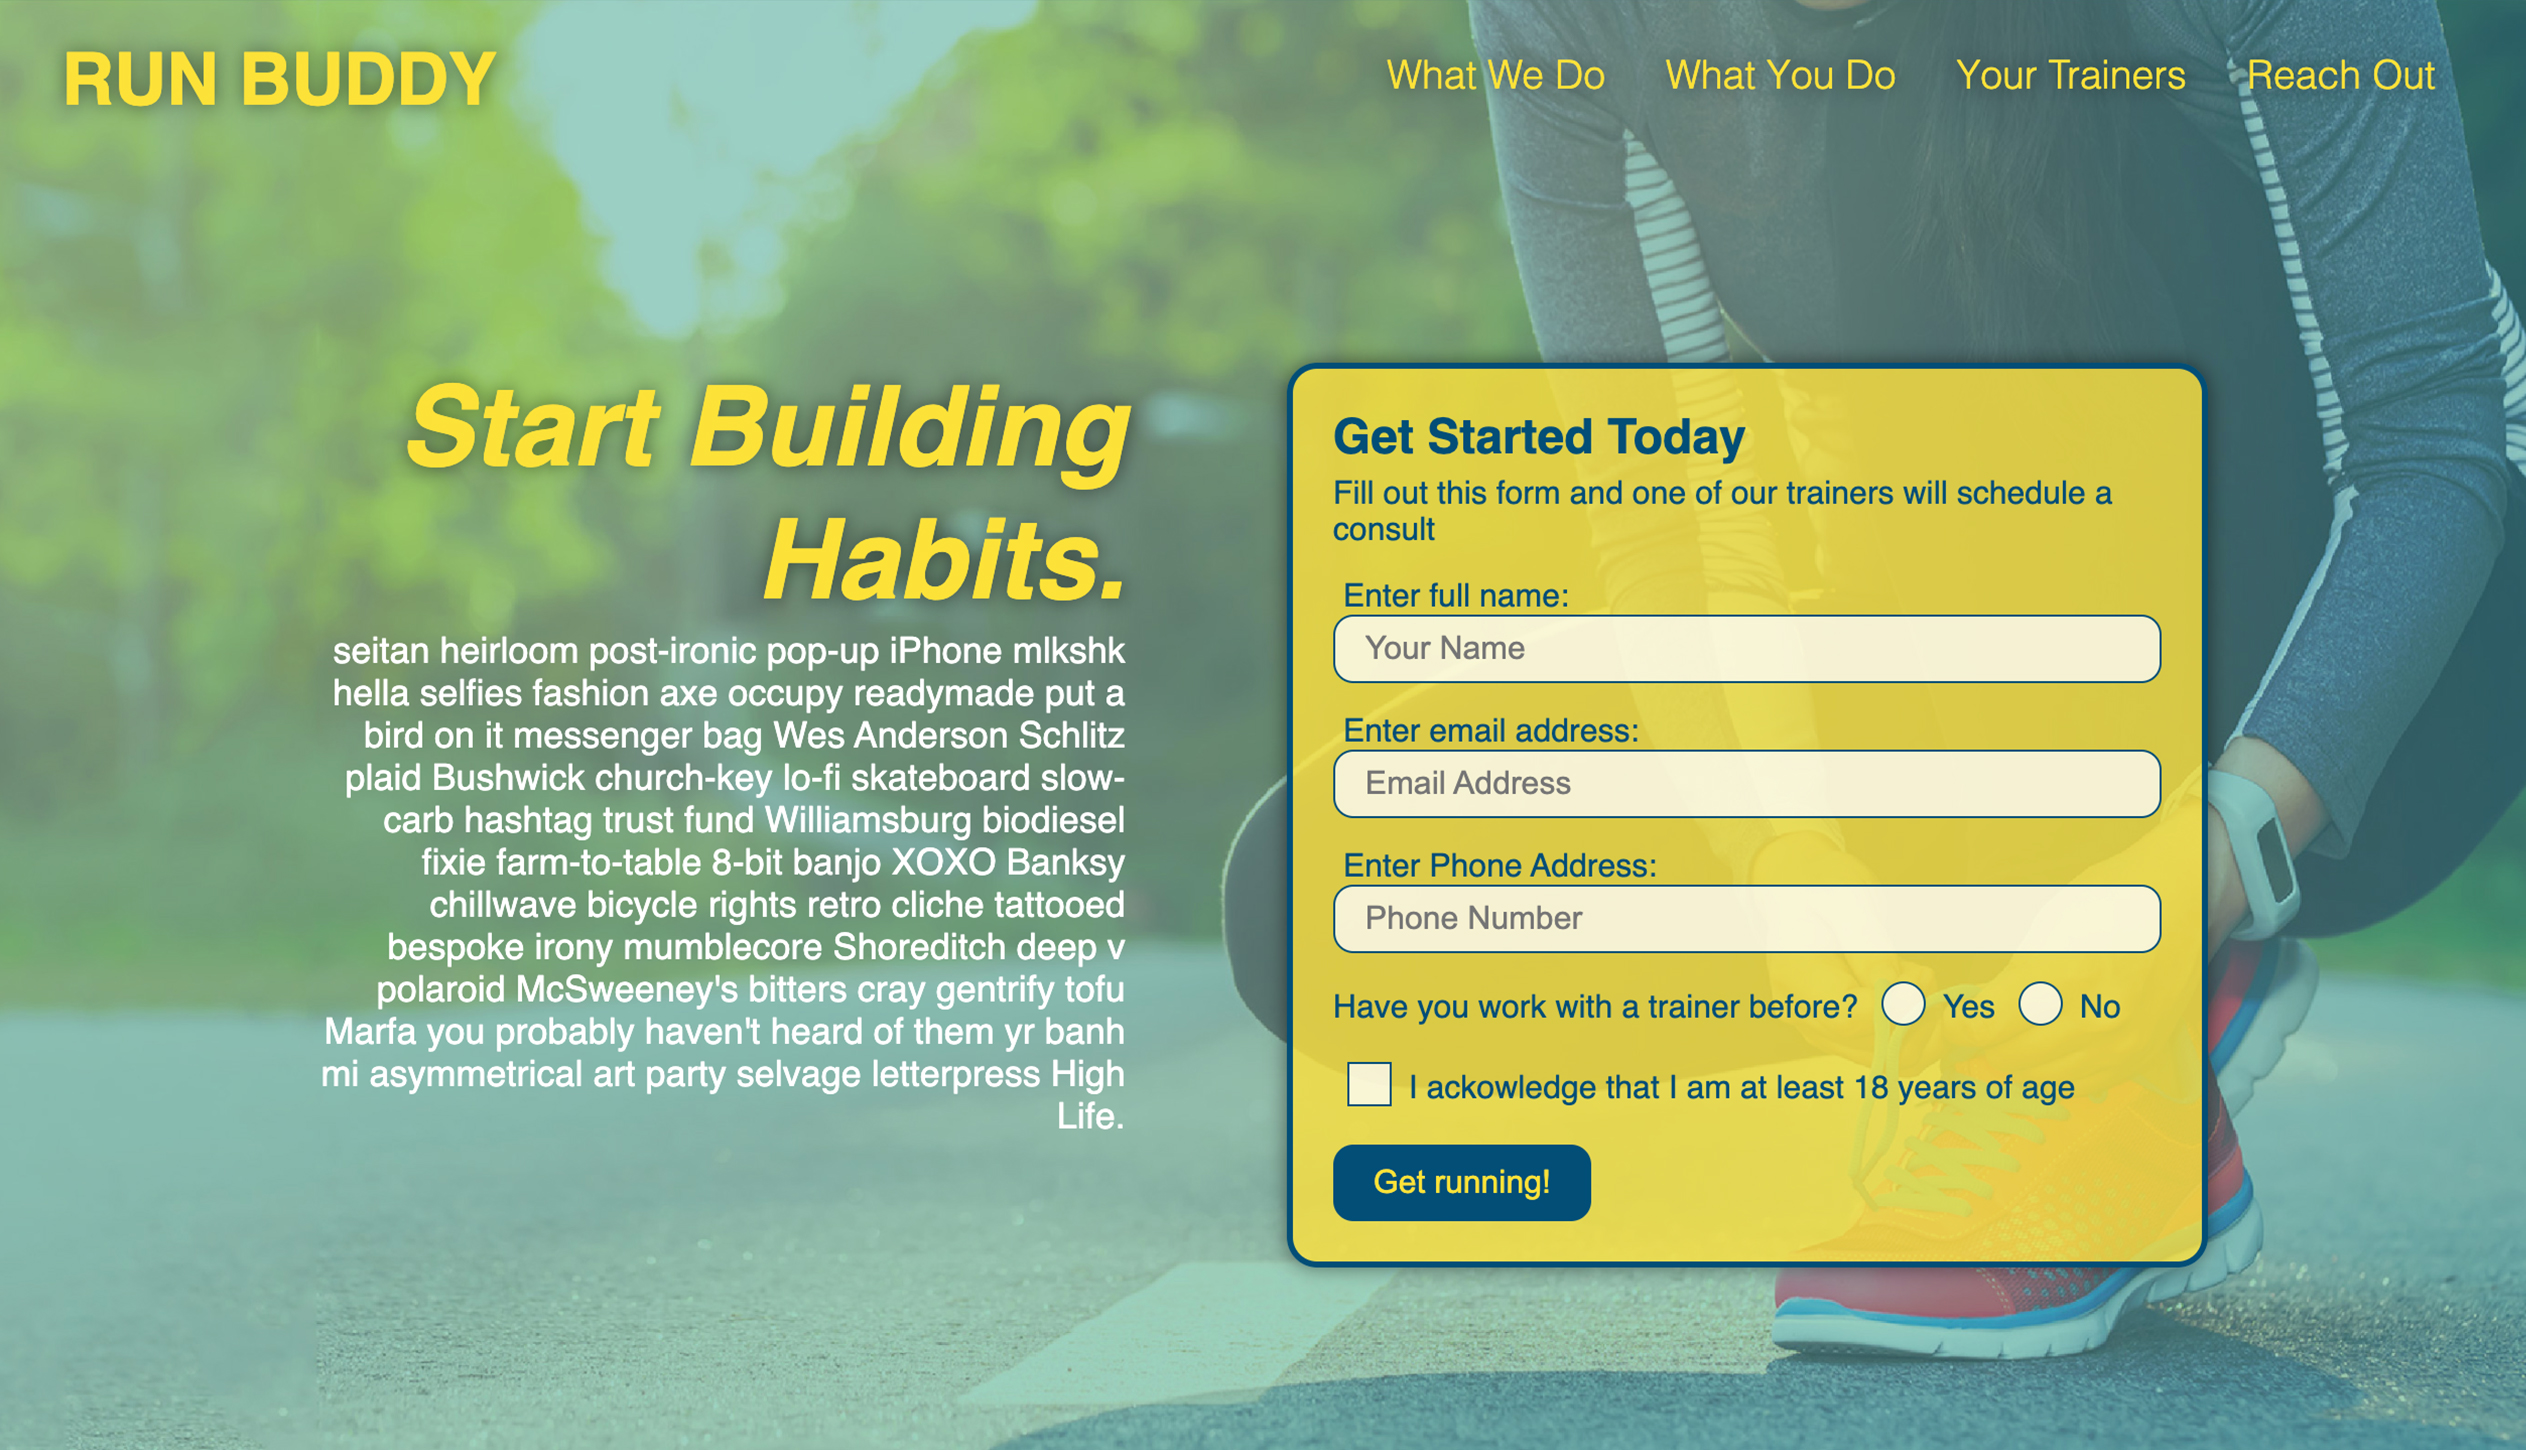 RUN BUDDY
What We Do
What You Do
Your Trainers
Reach Out
Start Building
Habits.
seitan heirloom post-ironic pop-up iPhone mlkshk
hella selfies fashion axe occupy readymade put a
bird on it messenger bag Wes Anderson Schlitz
plaid Bushwick church-key lo-fi skateboard slow-
carb hashtag trust fund Williamsburg biodiesel
fixie farm-to-table 8-bit banjo XOXO Banksy
chillwave bicycle rights retro cliche tattooed
bespoke irony mumblecore Shoreditch deep v
polaroid McSweeney's bitters cray gentrify tofu
Marfa you probably haven't heard of them yr banh
mi asymmetrical art party selvage letterpress High
Life.
Get Started Today
Fill out this form and one of our trainers will schedule a
consult
Enter full name:
Your Name
Enter email address:
Email Address
Enter Phone Address:
Phone Number
Have you work with a trainer before? Yes No
I ackowledge that I am at least 18 years of age
Get running!